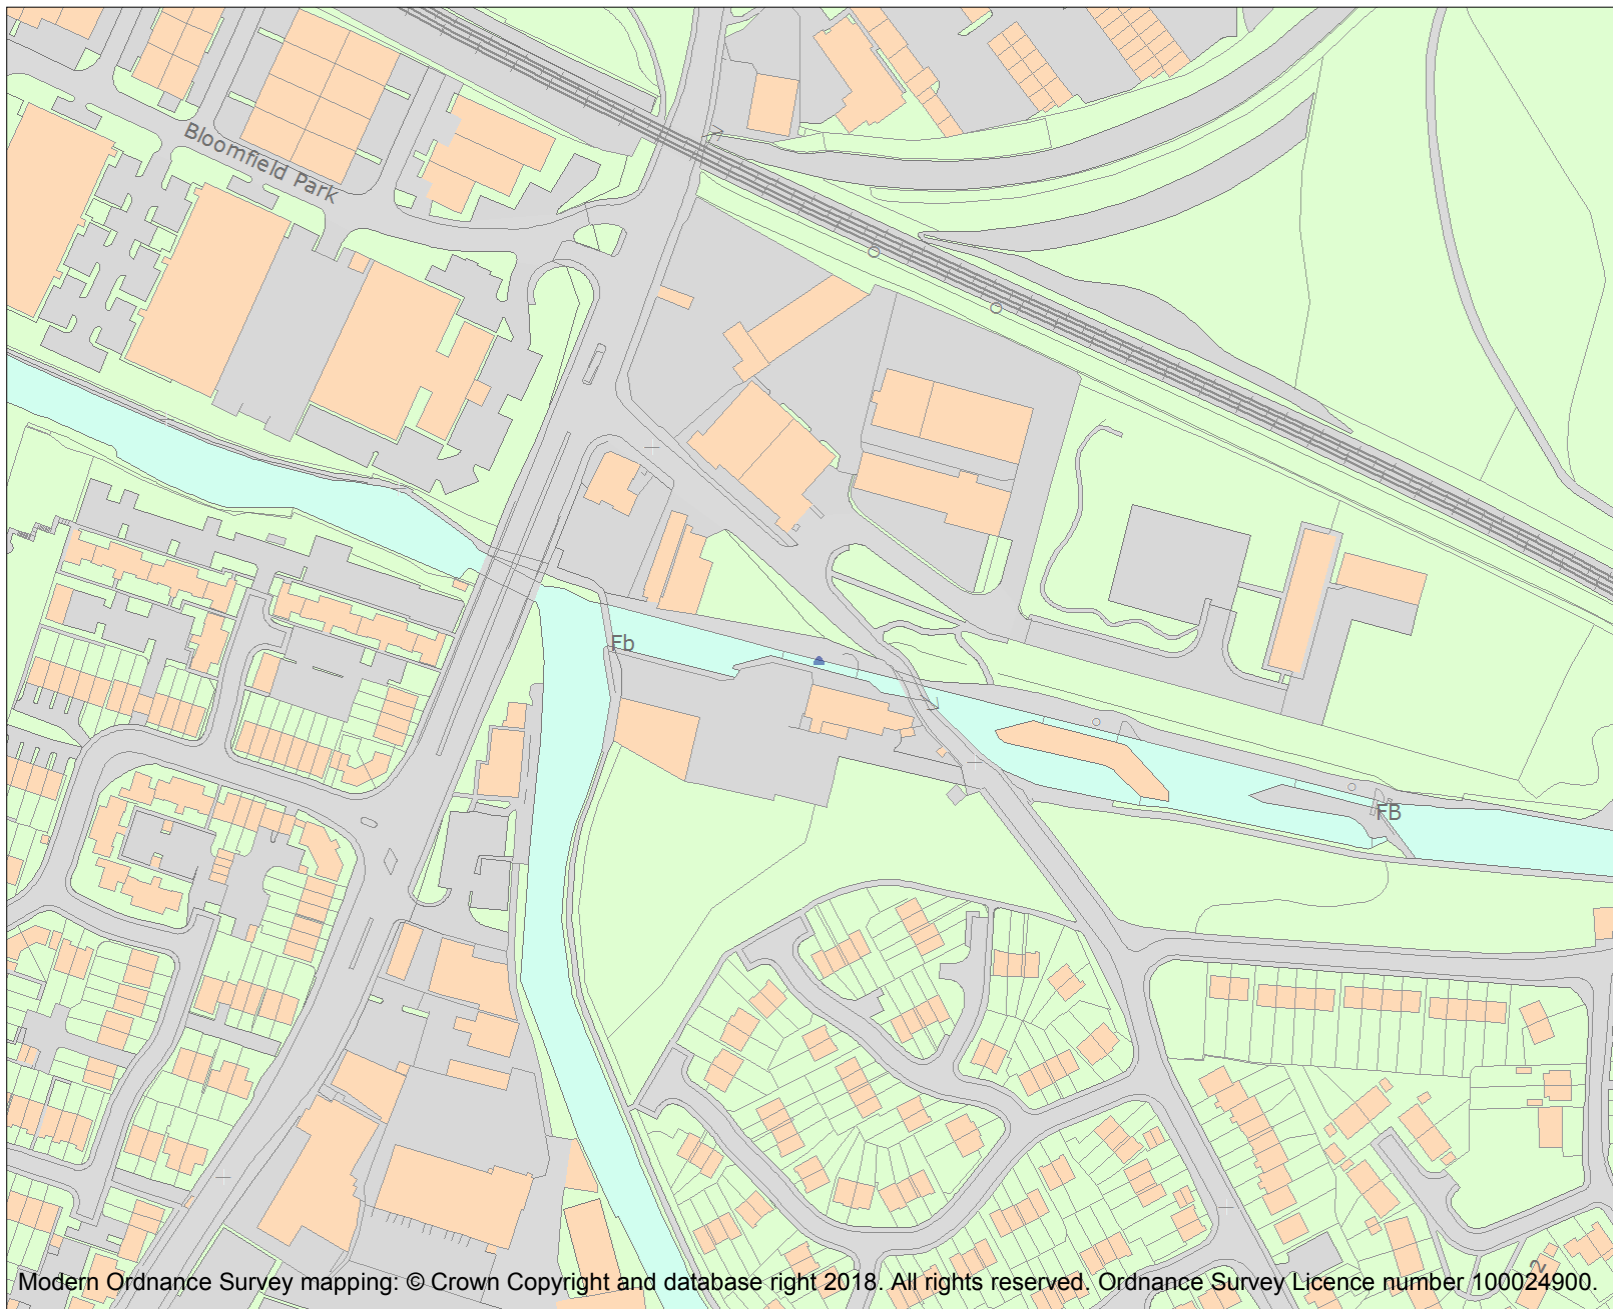 Bloomfield Park
Fb
FB
2
Modern Ordnance Survey mapping: © Crown Copyright and database right 2018. All rights reserved. Ordnance Survey Licence number 100024900.